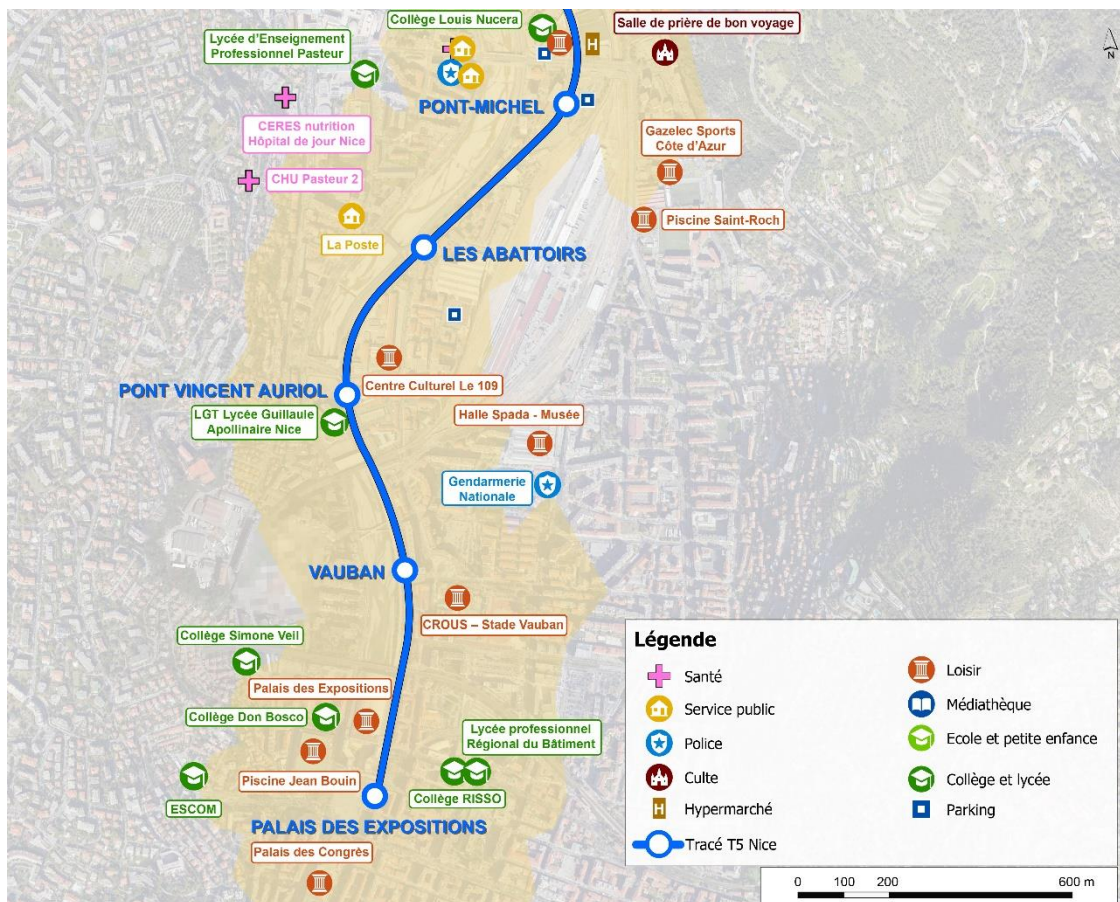 Collège Louis Nucera
Salle de prière de bon voyage
Lycée d'Enseignement
Professionnel Pasteur
H
N
PONT-MICHEL
CERES nutrition
Hôpital de jour Nice
Gazelec Sports
Côte d'Azur
CHU Pasteur 2
Piscine Saint-Roch
La Poste
LES ABATTOIRS
PONT VINCENT AURIOL
Centre Culturel Le 109
LGT Lycée Guillaule
Apollinaire Nice
Halle Spada - Musée
Gendarmerie
Nationale
VAUBAN
CROUS – Stade Vauban
Collège Simone Veil
Palais des Expositions
Collège Don Bosco
Lycée professionnel
Régional du Bâtiment
Piscine Jean Bouin
ESCOM
Collège RISSO
PALAIS DES EXPOSITIONS
Palais des Congrès
Légende
Santé
Service public
Police
Culte
H Hypermarché
Tracé T5 Nice
Loisir
Médiathèque
Ecole et petite enfance
Collège et lycée
Parking
0 100 200 600 m